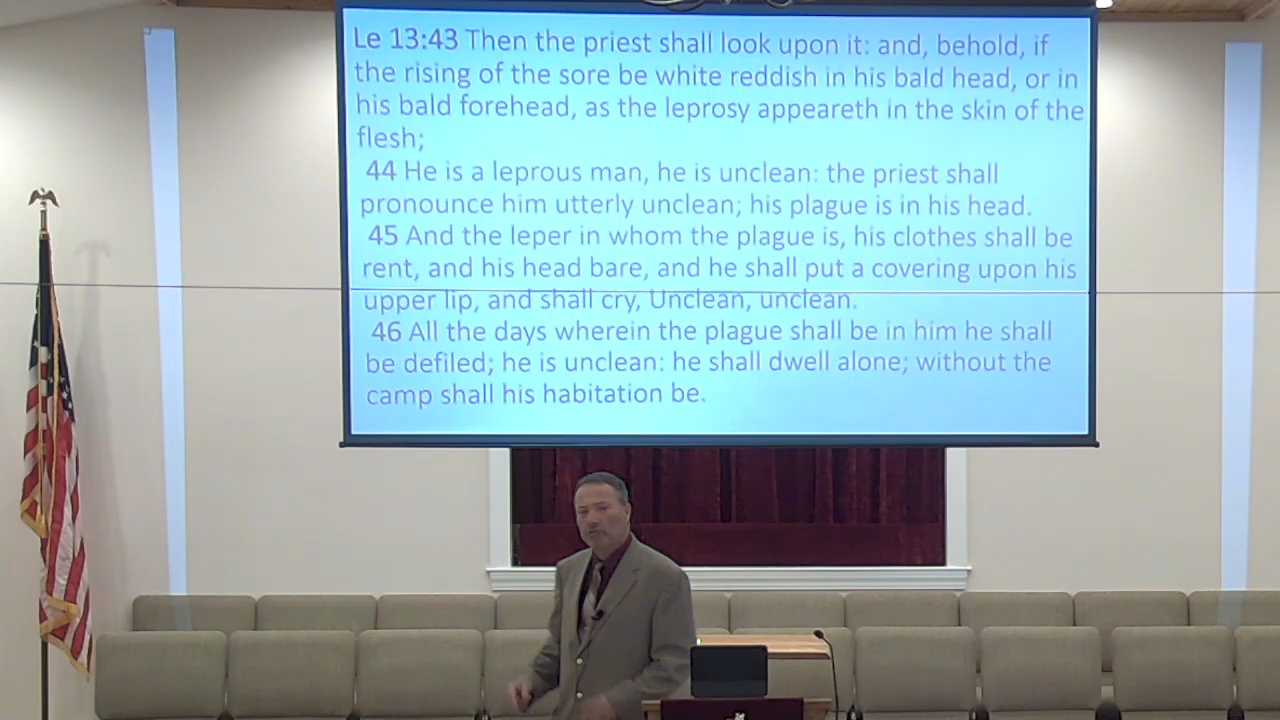 Le 13:43 Then the priest shall look upon it: and, behold, if
the rising of the sore be white reddish in his bald head, or in
his bald forehead, as the leprosy appeareth in the skin of the
flesh;
44 He is a leprous man, he is unclean: the priest shall
pronounce him utterly unclean; his plague is in his head.
45 And the leper in whom the plague is, his clothes shall be
rent, and his head bare, and he shall put a covering upon his
upper lip, and shall cry, Unclean, unclean.
46 All the days wherein the plague shall be in him he shall
be defiled; he is unclean: he shall dwell alone; without the
camp shall his habitation be.